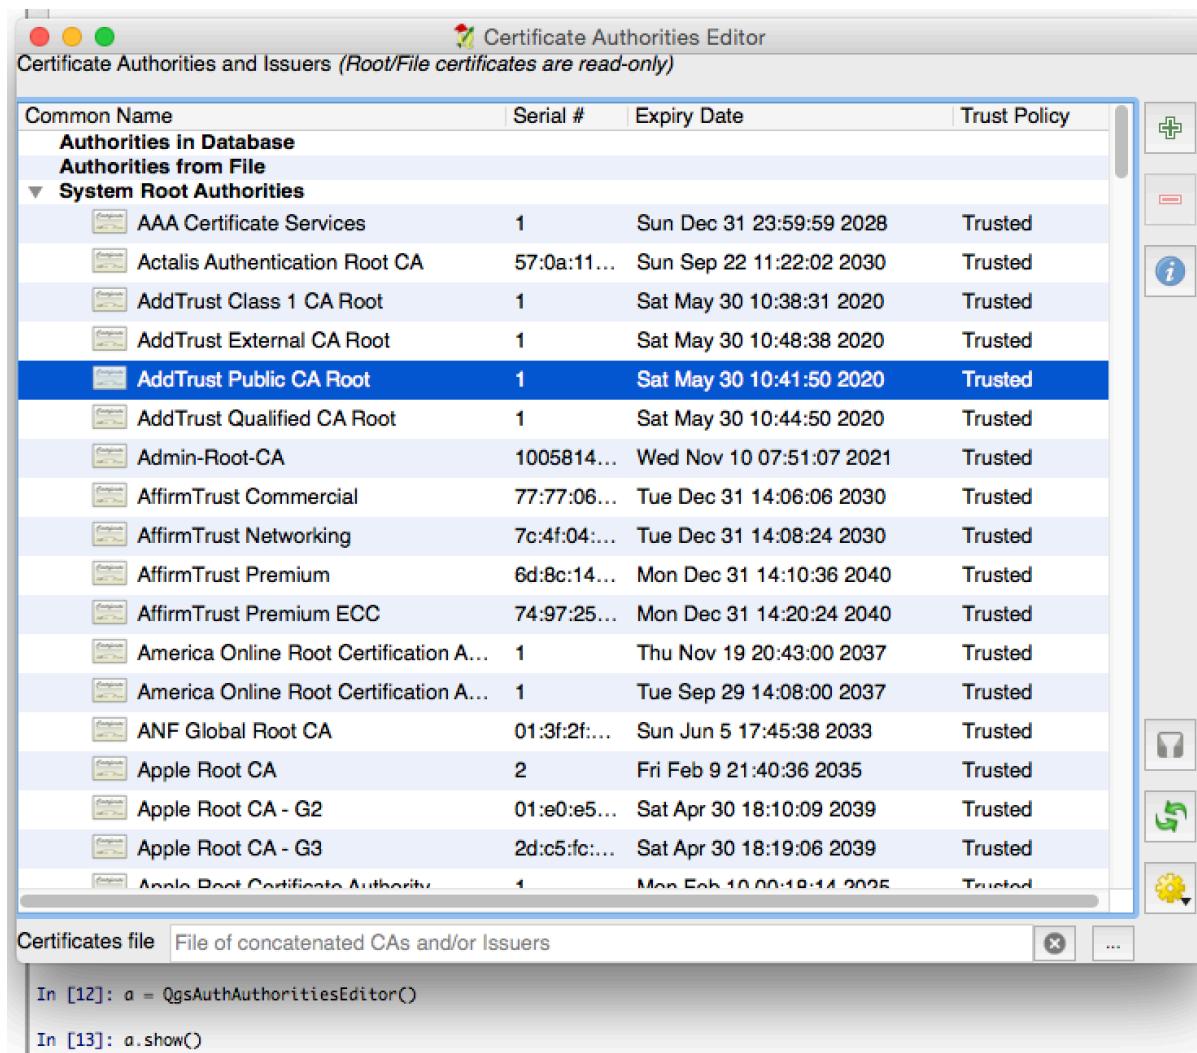 Certificate Authorities Editor
Certificate Authorities and Issuers (Root/File certificates are read-only)
Common Name Serial # Expiry Date Trust Policy
Authorities in Database
Authorities from File
System Root Authorities
AAA Certificate Services 1 Sun Dec 31 23:59:59 2028 Trusted
Actalis Authentication Root CA 57:0a:11... Sun Sep 22 11:22:02 2030 Trusted
AddTrust Class 1 CA Root 1 Sat May 30 10:38:31 2020 Trusted
AddTrust External CA Root 1 Sat May 30 10:48:38 2020 Trusted
AddTrust Public CA Root 1 Sat May 30 10:41:50 2020 Trusted
AddTrust Qualified CA Root 1 Sat May 30 10:44:50 2020 Trusted
Admin-Root-CA 1005814... Wed Nov 10 07:51:07 2021 Trusted
AffirmTrust Commercial 77:77:06... Tue Dec 31 14:06:06 2030 Trusted
AffirmTrust Networking 7c:4f:04:... Tue Dec 31 14:08:24 2030 Trusted
AffirmTrust Premium 6d:8c:14... Mon Dec 31 14:10:36 2040 Trusted
AffirmTrust Premium ECC 74:97:25... Mon Dec 31 14:20:24 2040 Trusted
America Online Root Certification A... 1 Thu Nov 19 20:43:00 2037 Trusted
America Online Root Certification A... 1 Tue Sep 29 14:08:00 2037 Trusted
ANF Global Root CA 01:3f:2f:... Sun Jun 5 17:45:38 2033 Trusted
Apple Root CA 2 Fri Feb 9 21:40:36 2035 Trusted
Apple Root CA - G2 01:e0:e5... Sat Apr 30 18:10:09 2039 Trusted
Apple Root CA - G3 2d:c5:fc:... Sat Apr 30 18:19:06 2039 Trusted
Apple Root Certificate Authority 1 Mon Feb 10 00:18:14 2025 Trusted
Certificates file File of concatenated CAs and/or Issuers ...
In [12]: a = QgsAuthAuthoritiesEditor()
In [13]: a.show()